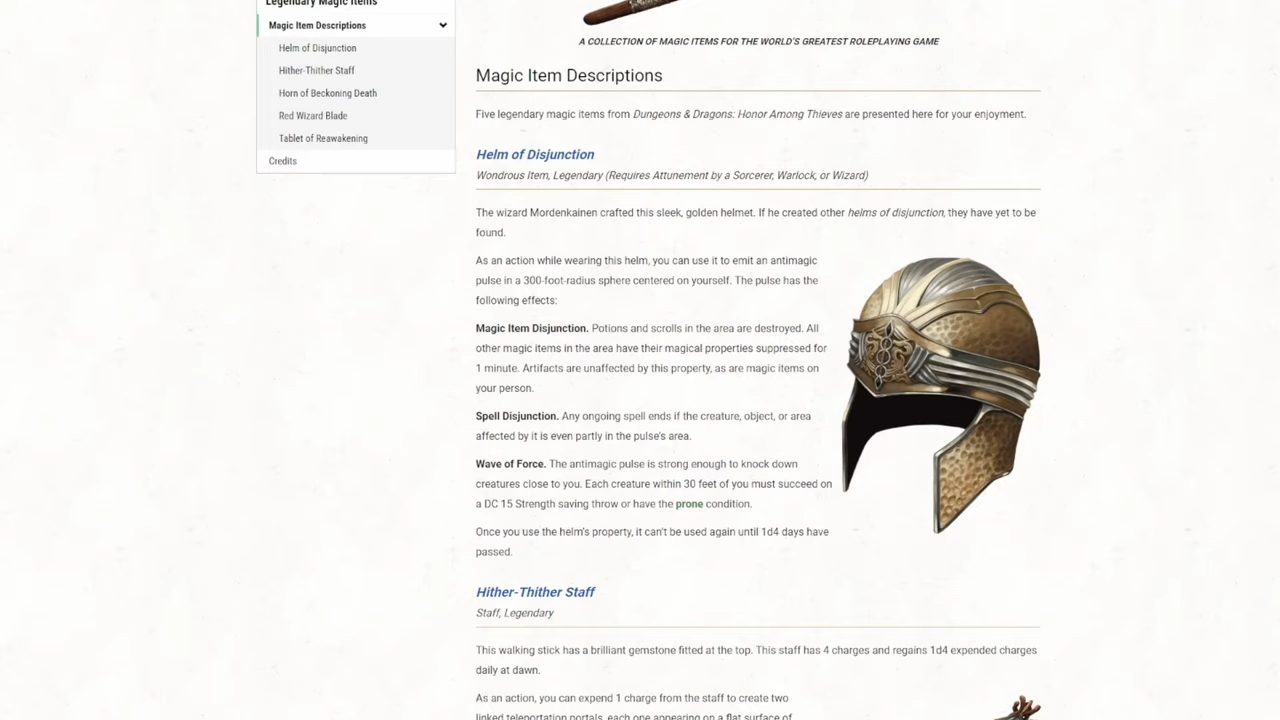 Legendary Magic Items
Magic Item Descriptions
Helm of Disjunction
Hither-Thither Staff
Horn of Beckoning Death
Red Wizard Blade
Tablet of Reawakening
Credits
A COLLECTION OF MAGIC ITEMS FOR THE WORLD'S GREATEST ROLEPLAYING GAME
Magic Item Descriptions
Five legendary magic items from Dungeons & Dragons: Honor Among Thieves are presented here for your enjoyment.
Helm of Disjunction
Wondrous Item, Legendary (Requires Attunement by a Sorcerer, Warlock, or Wizard)
The wizard Mordenkainen crafted this sleek, golden helmet. If he created other helms of disjunction, they have yet to be
found.
As an action while wearing this helm, you can use it to emit an antimagic
pulse in a 300-foot-radius sphere centered on yourself. The pulse has the
following effects:
Magic Item Disjunction. Potions and scrolls in the area are destroyed. All
other magic items in the area have their magical properties suppressed for
1 minute. Artifacts are unaffected by this property, as are magic items on
your person.
Spell Disjunction. Any ongoing spell ends if the creature, object, or area
affected by it is even partly in the pulse's area.
Wave of Force. The antimagic pulse is strong enough to knock down
creatures close to you. Each creature within 30 feet of you must succeed on
a DC 15 Strength saving throw or have the prone condition.
Once you use the helm's property, it can't be used again until 1d4 days have
passed.
Hither-Thither Staff
Staff, Legendary
This walking stick has a brilliant gemstone fitted at the top. This staff has 4 charges and regains 1d4 expended charges
daily at dawn.
As an action, you can expend 1 charge from the staff to create two
linked teleportation portals, each one appearing on a flat surface of